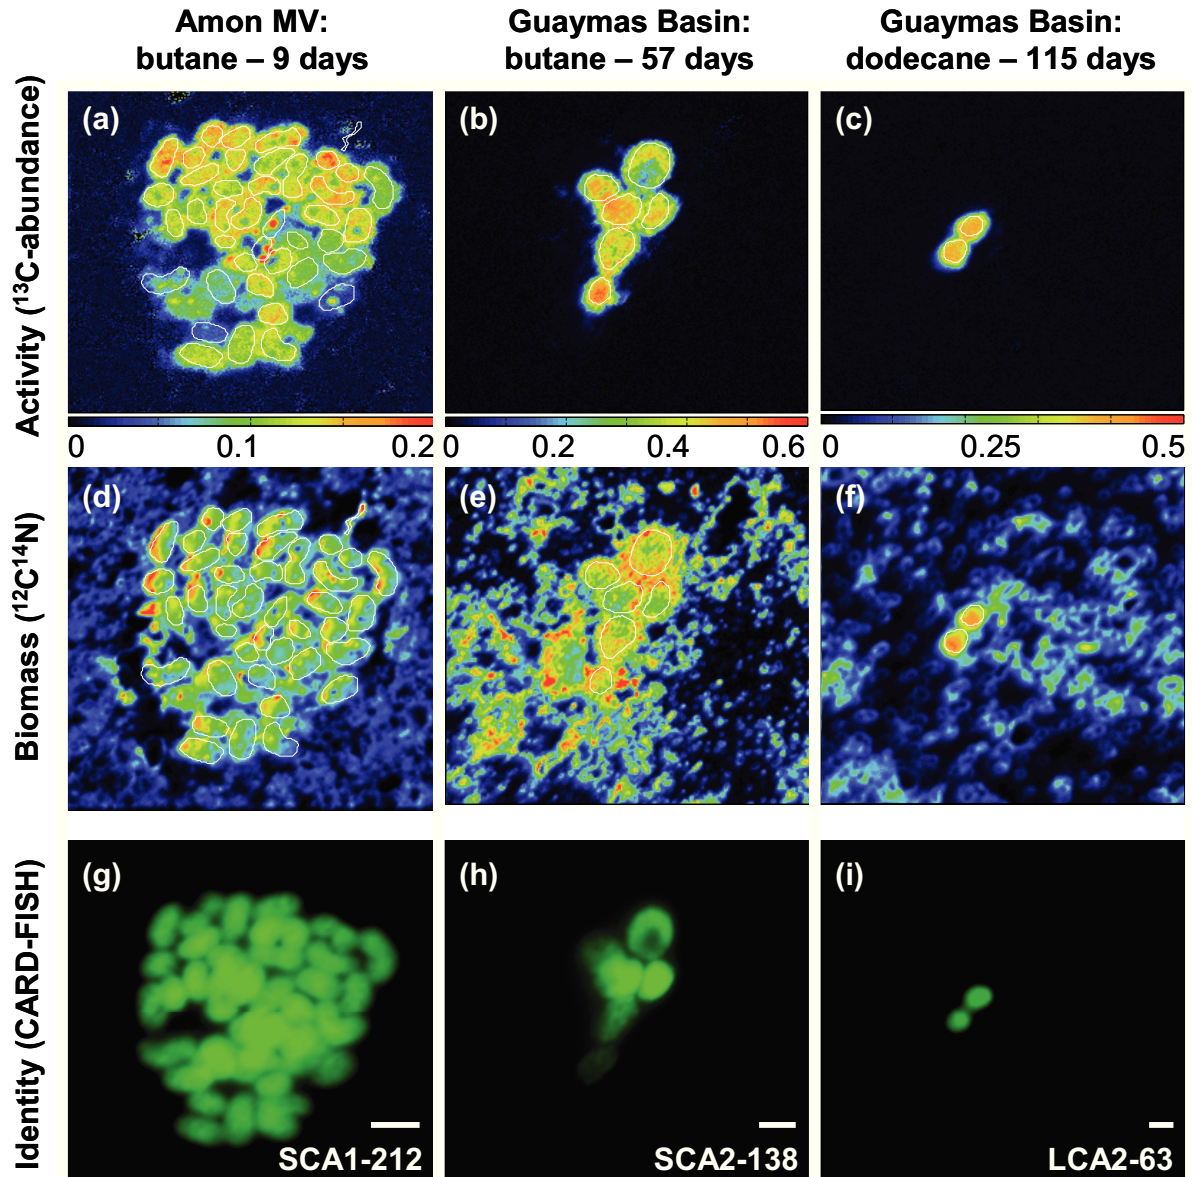 Amon MV:
butane – 9 days
Guaymas Basin:
butane – 57 days
Guaymas Basin:
dodecane – 115 days
Activity (¹³C-abundance)
(a)
(b)
(c)
0 0.1 0.2
0 0.2 0.4 0.6
0 0.25 0.5
Biomass (¹²C¹⁴N)
(d)
(e)
(f)
Identity (CARD-FISH)
(g)
(h)
(i)
SCA1-212
SCA2-138
LCA2-63